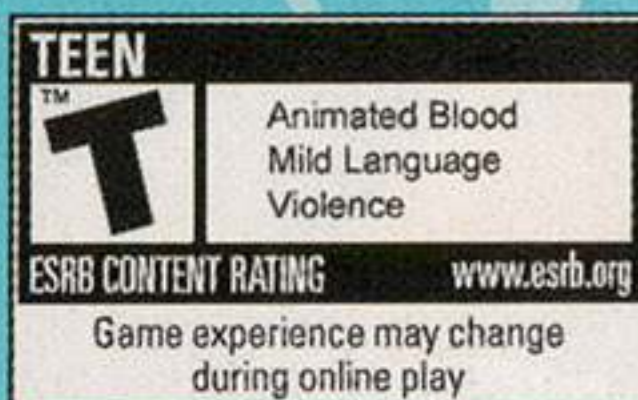 TEEN
TM
T
Animated Blood
Mild Language
Violence
ESRB CONTENT RATING www.esrb.org
Game experience may change
during online play